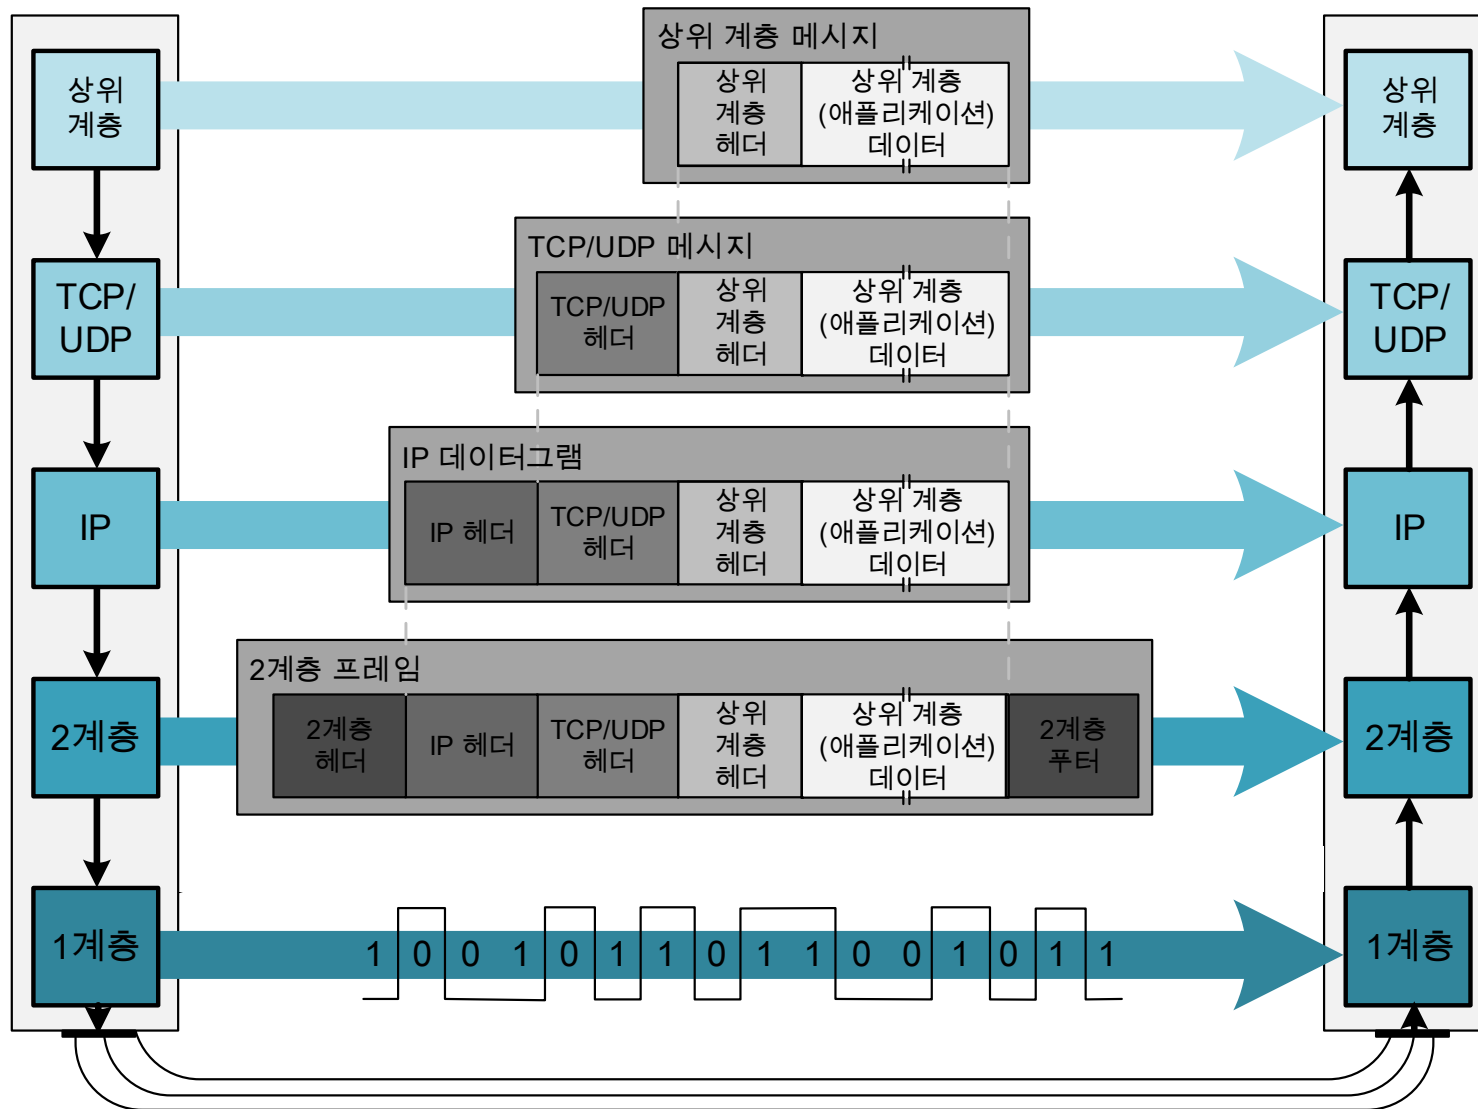 상위 계층 메시지
상위
계층
상위
계층
헤더
상위 계층
(애플리케이션)
데이터
상위
계층
TCP/UDP 메시지
TCP/
UDP
TCP/UDP
헤더
상위
계층
헤더
상위 계층
(애플리케이션)
데이터
TCP/
UDP
IP 데이터그램
IP
IP 헤더
TCP/UDP
헤더
상위
계층
헤더
상위 계층
(애플리케이션)
데이터
IP
2계층 프레임
2계층
2계층
헤더
IP 헤더
TCP/UDP
헤더
상위
계층
헤더
상위 계층
(애플리케이션)
데이터
2계층
푸터
2계층
1계층
1 0 0 1 0 1 1 0 1 1 0 0 1 0 1 1
1계층